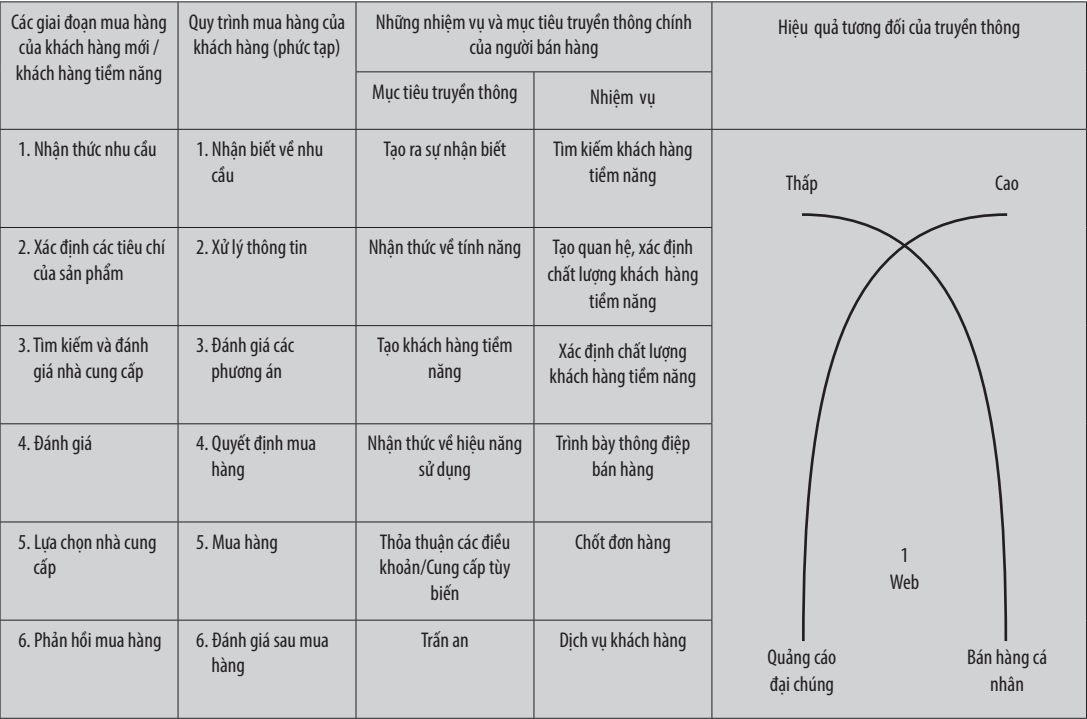 Các giai đoạn mua hàng
của khách hàng mới /
khách hàng tiềm năng
Quy trình mua hàng của
khách hàng (phức tạp)
Những nhiệm vụ và mục tiêu truyền thông chính
của người bán hàng
Hiệu quả tương đối của truyền thông
Mục tiêu truyền thông
Nhiệm vụ
1. Nhận thức nhu cầu
1. Nhận biết về nhu
cầu
Tạo ra sự nhận biết
Tìm kiếm khách hàng
tiềm năng
Thấp
Cao
2. Xác định các tiêu chí
của sản phẩm
2. Xử lý thông tin
Nhận thức về tính năng
Tạo quan hệ, xác định
chất lượng khách hàng
tiềm năng
3. Tìm kiếm và đánh
giá nhà cung cấp
3. Đánh giá các
phương án
Tạo khách hàng tiềm
năng
Xác định chất lượng
khách hàng tiềm năng
4. Đánh giá
4. Quyết định mua
hàng
Nhận thức về hiệu năng
sử dụng
Trình bày thông điệp
bán hàng
5. Lựa chọn nhà cung
cấp
5. Mua hàng
Thỏa thuận các điều
khoản/Cung cấp tùy
biến
Chốt đơn hàng
1
Web
6. Phản hồi mua hàng
6. Đánh giá sau mua
hàng
Trấn an
Dịch vụ khách hàng
Quảng cáo
đại chúng
Bán hàng cá
nhân